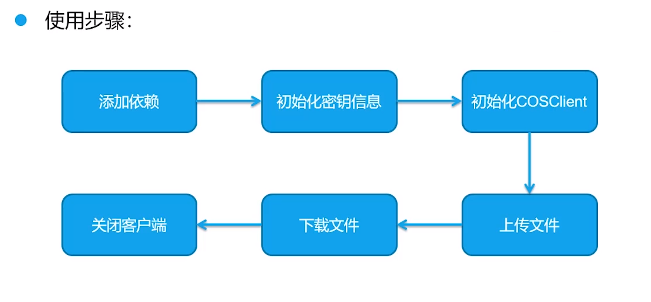 使用步骤：
添加依赖
初始化密钥信息
初始化COSClient
上传文件
下载文件
关闭客户端